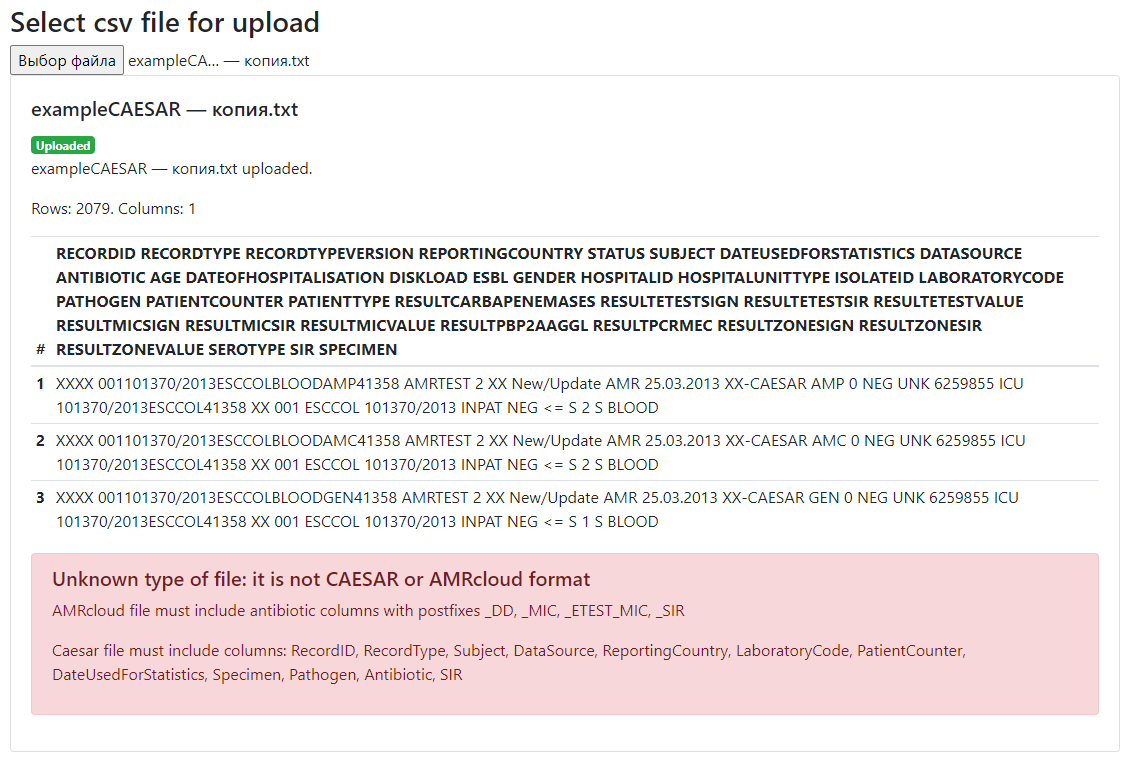 Select csv file for upload
Выбор файла exampleCA... — копия.txt
exampleCAESAR — копия.txt
Uploaded
exampleCAESAR — копия.txt uploaded.
Rows: 2079. Columns: 1
RECORDID RECORDTYPE RECORDTYPEVERSION REPORTINGCOUNTRY STATUS SUBJECT DATEUSEDFORSTATISTICS DATASOURCE
ANTIBIOTIC AGE DATEOFHOSPITALISATION DISKLOAD ESBL GENDER HOSPITALID HOSPITALUNITTYPE ISOLATEID LABORATORYCODE
PATHOGEN PATIENTCOUNTER PATIENTTYPE RESULTCARBAPENEMASES RESULTETESTSIGN RESULTETESTSIR RESULTETESTVALUE
RESULTMICSIGN RESULTMICSIR RESULTMICVALUE RESULTPBP2AAGGL RESULTPCRMEC RESULTZONESIGN RESULTZONESIR
# RESULTZONEVALUE SEROTYPE SIR SPECIMEN
1 XXXX 001101370/2013ESCCOLBLOODAMP41358 AMRTEST 2 XX New/Update AMR 25.03.2013 XX-CAESAR AMP 0 NEG UNK 6259855 ICU
101370/2013ESCCOL41358 XX 001 ESCCOL 101370/2013 INPAT NEG <= S 2 S BLOOD
2 XXXX 001101370/2013ESCCOLBLOODAMC41358 AMRTEST 2 XX New/Update AMR 25.03.2013 XX-CAESAR AMC 0 NEG UNK 6259855 ICU
101370/2013ESCCOL41358 XX 001 ESCCOL 101370/2013 INPAT NEG <= S 2 S BLOOD
3 XXXX 001101370/2013ESCCOLBLOODGEN41358 AMRTEST 2 XX New/Update AMR 25.03.2013 XX-CAESAR GEN 0 NEG UNK 6259855 ICU
101370/2013ESCCOL41358 XX 001 ESCCOL 101370/2013 INPAT NEG <= S 1 S BLOOD
Unknown type of file: it is not CAESAR or AMRcloud format
AMRcloud file must include antibiotic columns with postfixes _DD, _MIC, _ETEST_MIC, _SIR
Caesar file must include columns: RecordID, RecordType, Subject, DataSource, ReportingCountry, LaboratoryCode, PatientCounter,
DateUsedForStatistics, Specimen, Pathogen, Antibiotic, SIR